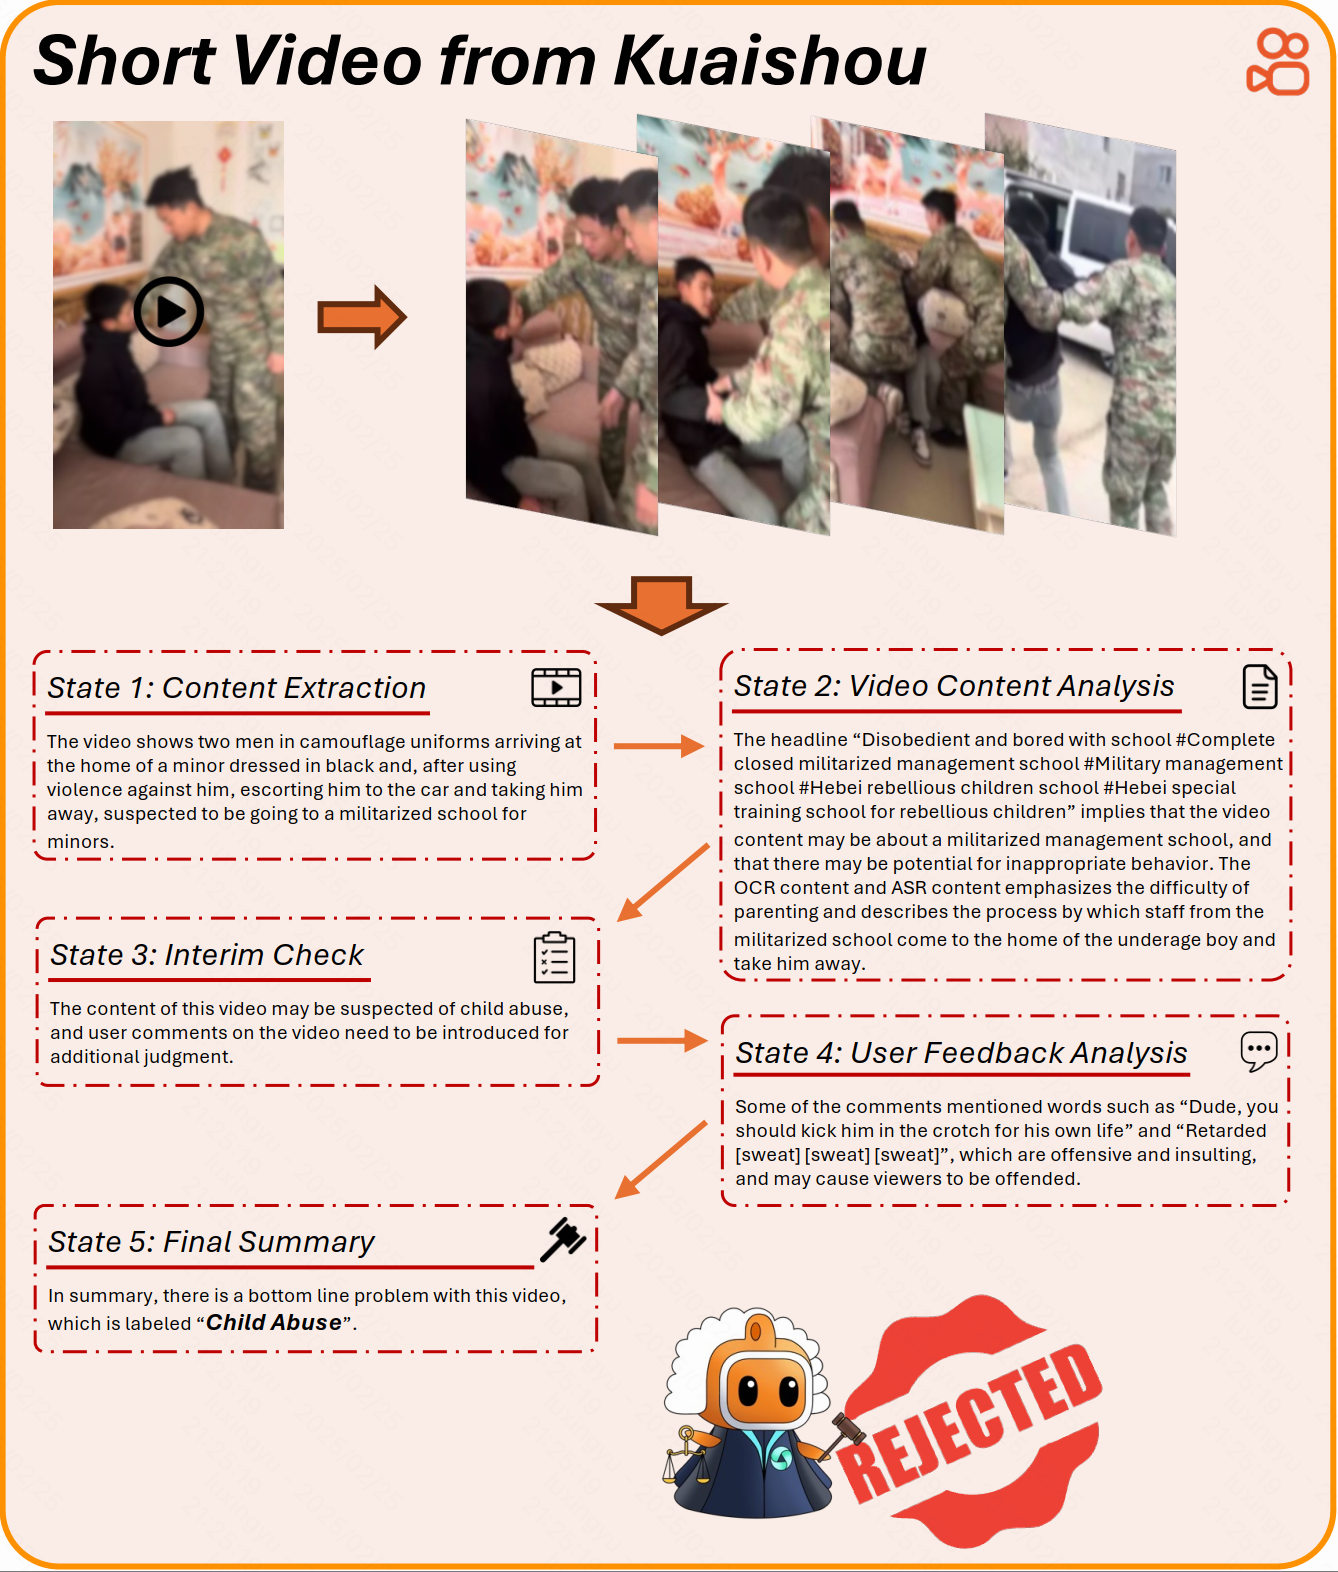 Short Video from Kuaishou
State 1: Content Extraction
The video shows two men in camouflage uniforms arriving at
the home of a minor dressed in black and, after using
violence against him, escorting him to the car and taking him
away, suspected to be going to a militarized school for
minors.
State 2: Video Content Analysis
The headline “Disobedient and bored with school #Complete
closed militarized management school #Military management
school #Hebei rebellious children school #Hebei special
training school for rebellious children” implies that the video
content may be about a militarized management school, and
that there may be potential for inappropriate behavior. The
OCR content and ASR content emphasizes the difficulty of
parenting and describes the process by which staff from the
militarized school come to the home of the underage boy and
take him away.
State 3: Interim Check
The content of this video may be suspected of child abuse,
and user comments on the video need to be introduced for
additional judgment.
State 4: User Feedback Analysis
Some of the comments mentioned words such as “Dude, you
should kick him in the crotch for his own life” and “Retarded
[sweat] [sweat] [sweat]”, which are offensive and insulting,
and may cause viewers to be offended.
State 5: Final Summary
In summary, there is a bottom line problem with this video,
which is labeled “Child Abuse”.
REJECTED